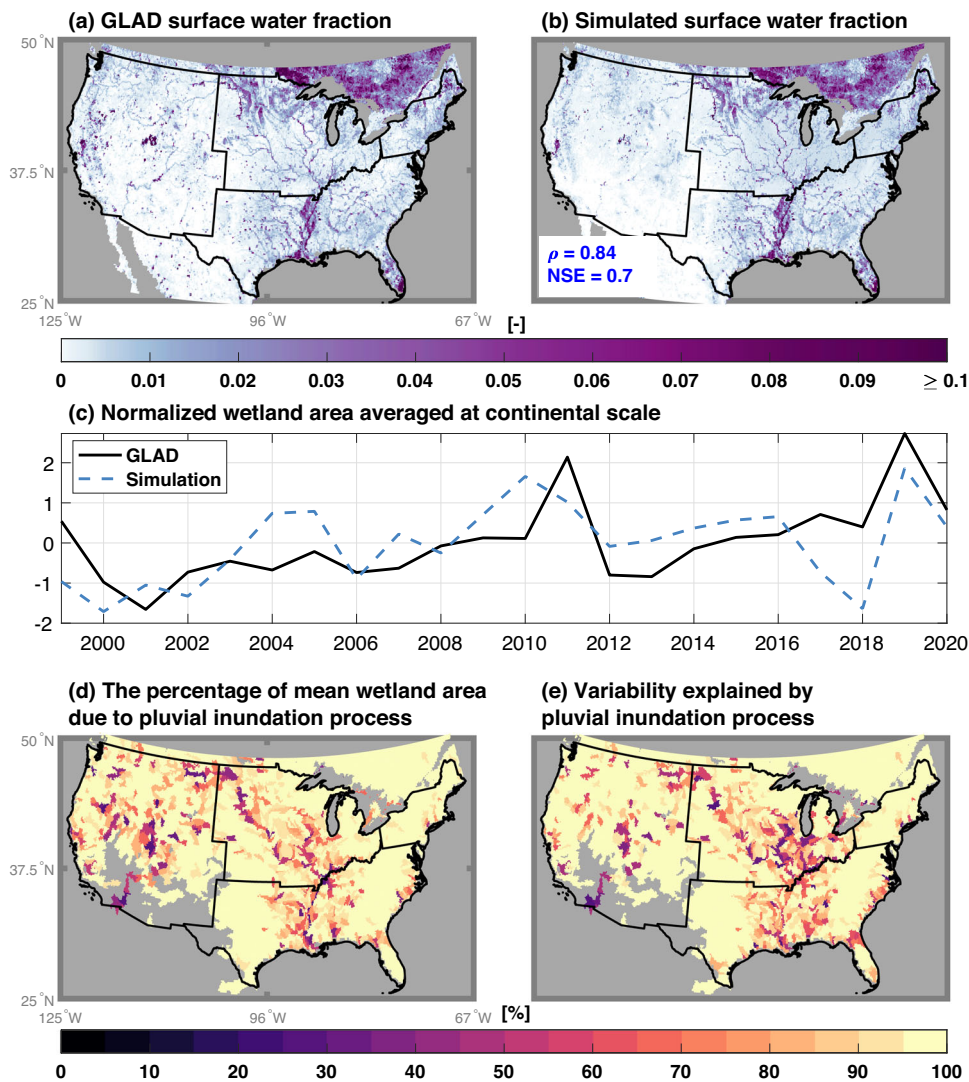 (a) GLAD surface water fraction
(b) Simulated surface water fraction
50 °N
37.5 °N
25 °N
125 °W
96 °W
67 °W
ρ = 0.84
NSE = 0.7
[-]
0 0.01 0.02 0.03 0.04 0.05 0.06 0.07 0.08 0.09 ≥ 0.1
(c) Normalized wetland area averaged at continental scale
GLAD
Simulation
2
1
0
-1
-2
2000 2002 2004 2006 2008 2010 2012 2014 2016 2018 2020
(d) The percentage of mean wetland area
due to pluvial inundation process
(e) Variability explained by
pluvial inundation process
50 °N
37.5 °N
25 °N
125 °W
96 °W
67 °W
[%]
0 10 20 30 40 50 60 70 80 90 100